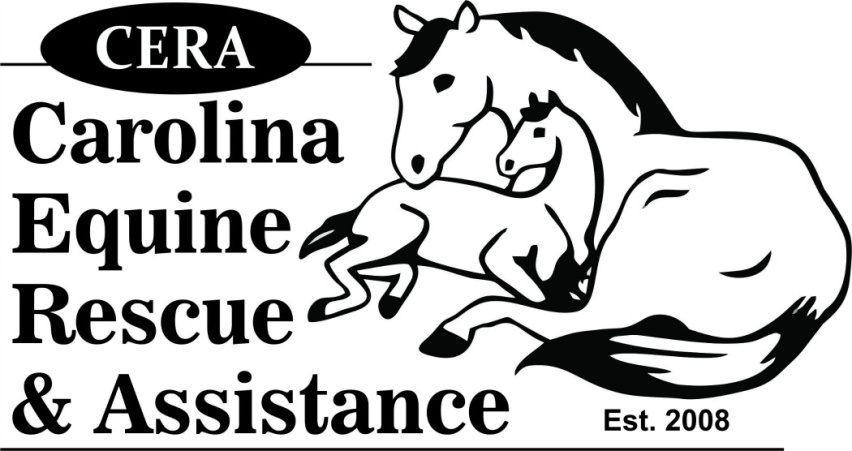 CERA
Carolina
Equine
Rescue
& Assistance
Est. 2008